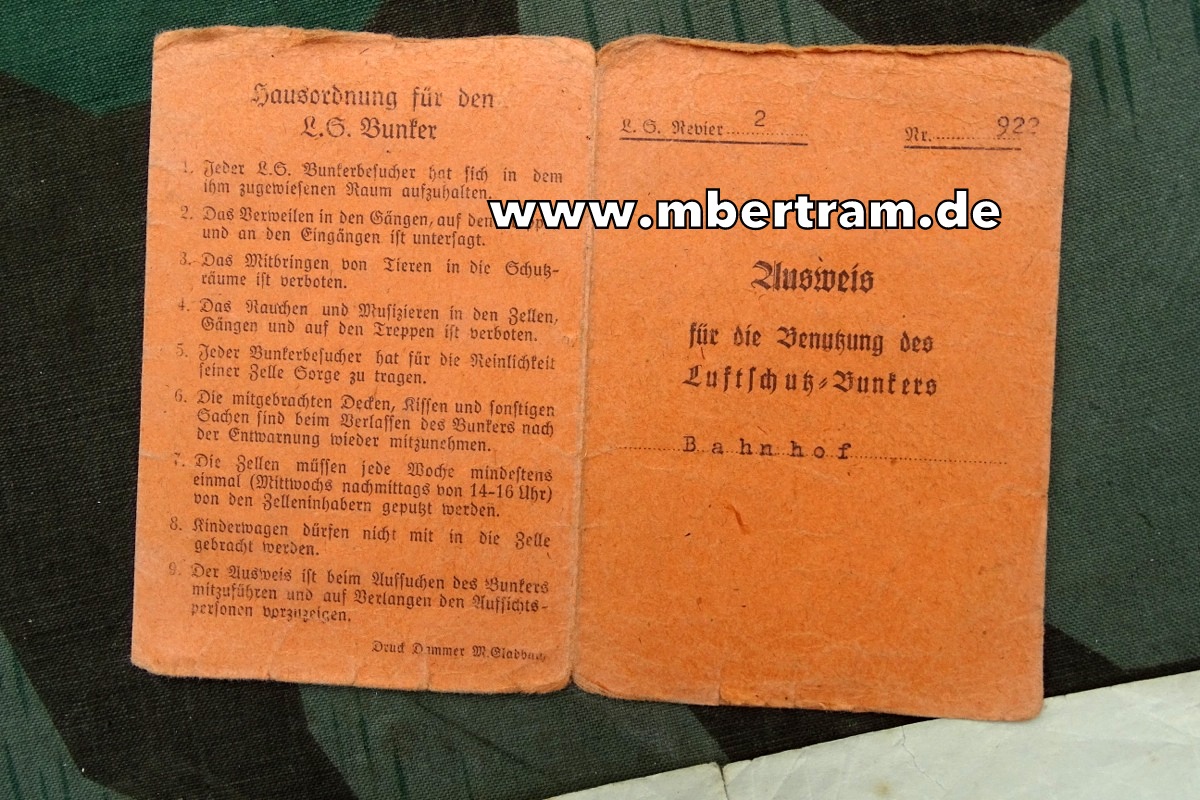 Hausordnung für den
L.S. Bunker
1. Jeder L.S. Bunkerbesucher hat sich in dem
ihm zugewiesenen Raum aufzuhalten.
2. Das Verweilen in den Gängen, auf den
und an den Eingängen ist untersagt.
3. Das Mitbringen von Tieren in die Schutz-
räume ist verboten.
4. Das Rauchen und Musizieren in den Zellen,
Gängen und auf den Treppen ist verboten.
5. Jeder Bunkerbesucher hat für die Reinlichkeit
seiner Zelle Sorge zu tragen.
6. Die mitgebrachten Decken, Kissen und sonstigen
Sachen sind beim Verlassen des Bunkers nach
der Entwarnung wieder mitzunehmen.
7. Die Zellen müssen jede Woche mindestens
einmal (Mittwochs nachmittags von 14-16 Uhr)
von den Zelleninhabern geputzt werden.
8. Kinderwagen dürfen nicht mit in die Zelle
gebracht werden.
9. Der Ausweis ist beim Aufsuchen des Bunkers
mitzuführen und auf Verlangen den Aufsichts-
personen vorzuzeigen.
Druck Dammer M.Gladbach
L. S. Revier 2
Nr. 922
www.mbertram.de
Ausweis
für die Benutzung des
Luftschutz-Bunkers
Bahnhof